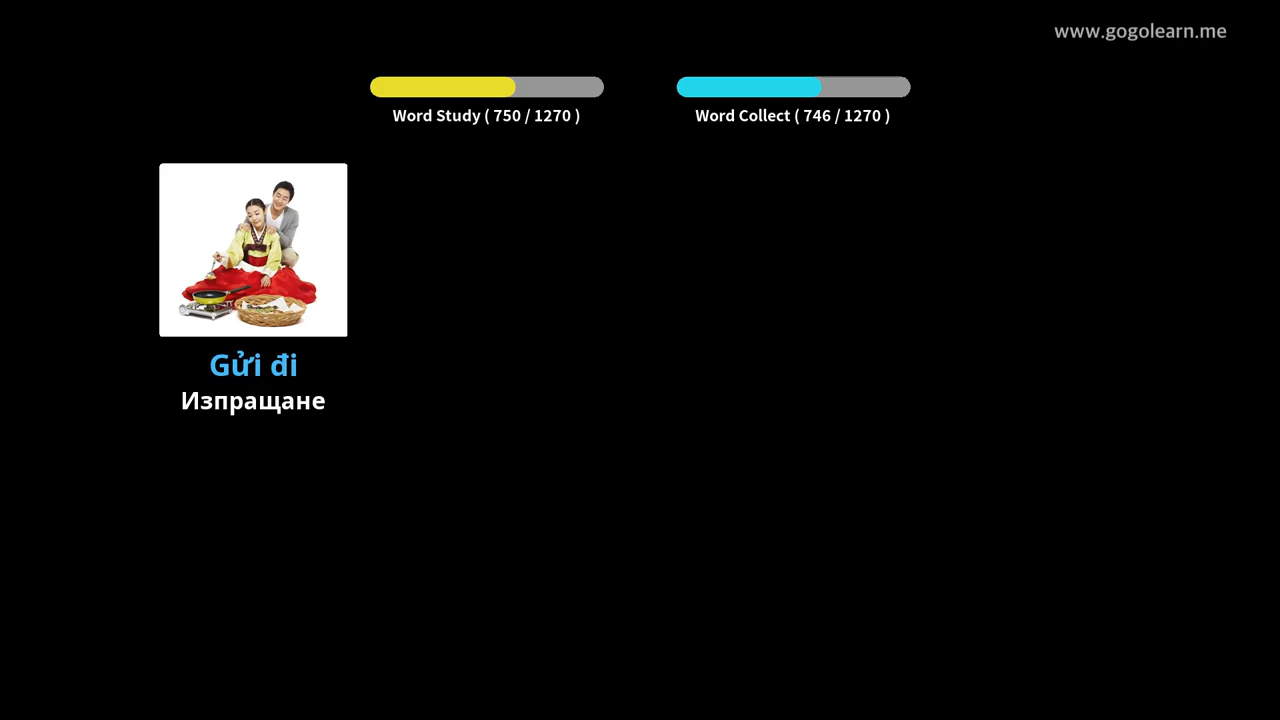 www.gogolearn.me
Word Study ( 750 / 1270 )
Word Collect ( 746 / 1270 )
Gửi đi
Изпращане